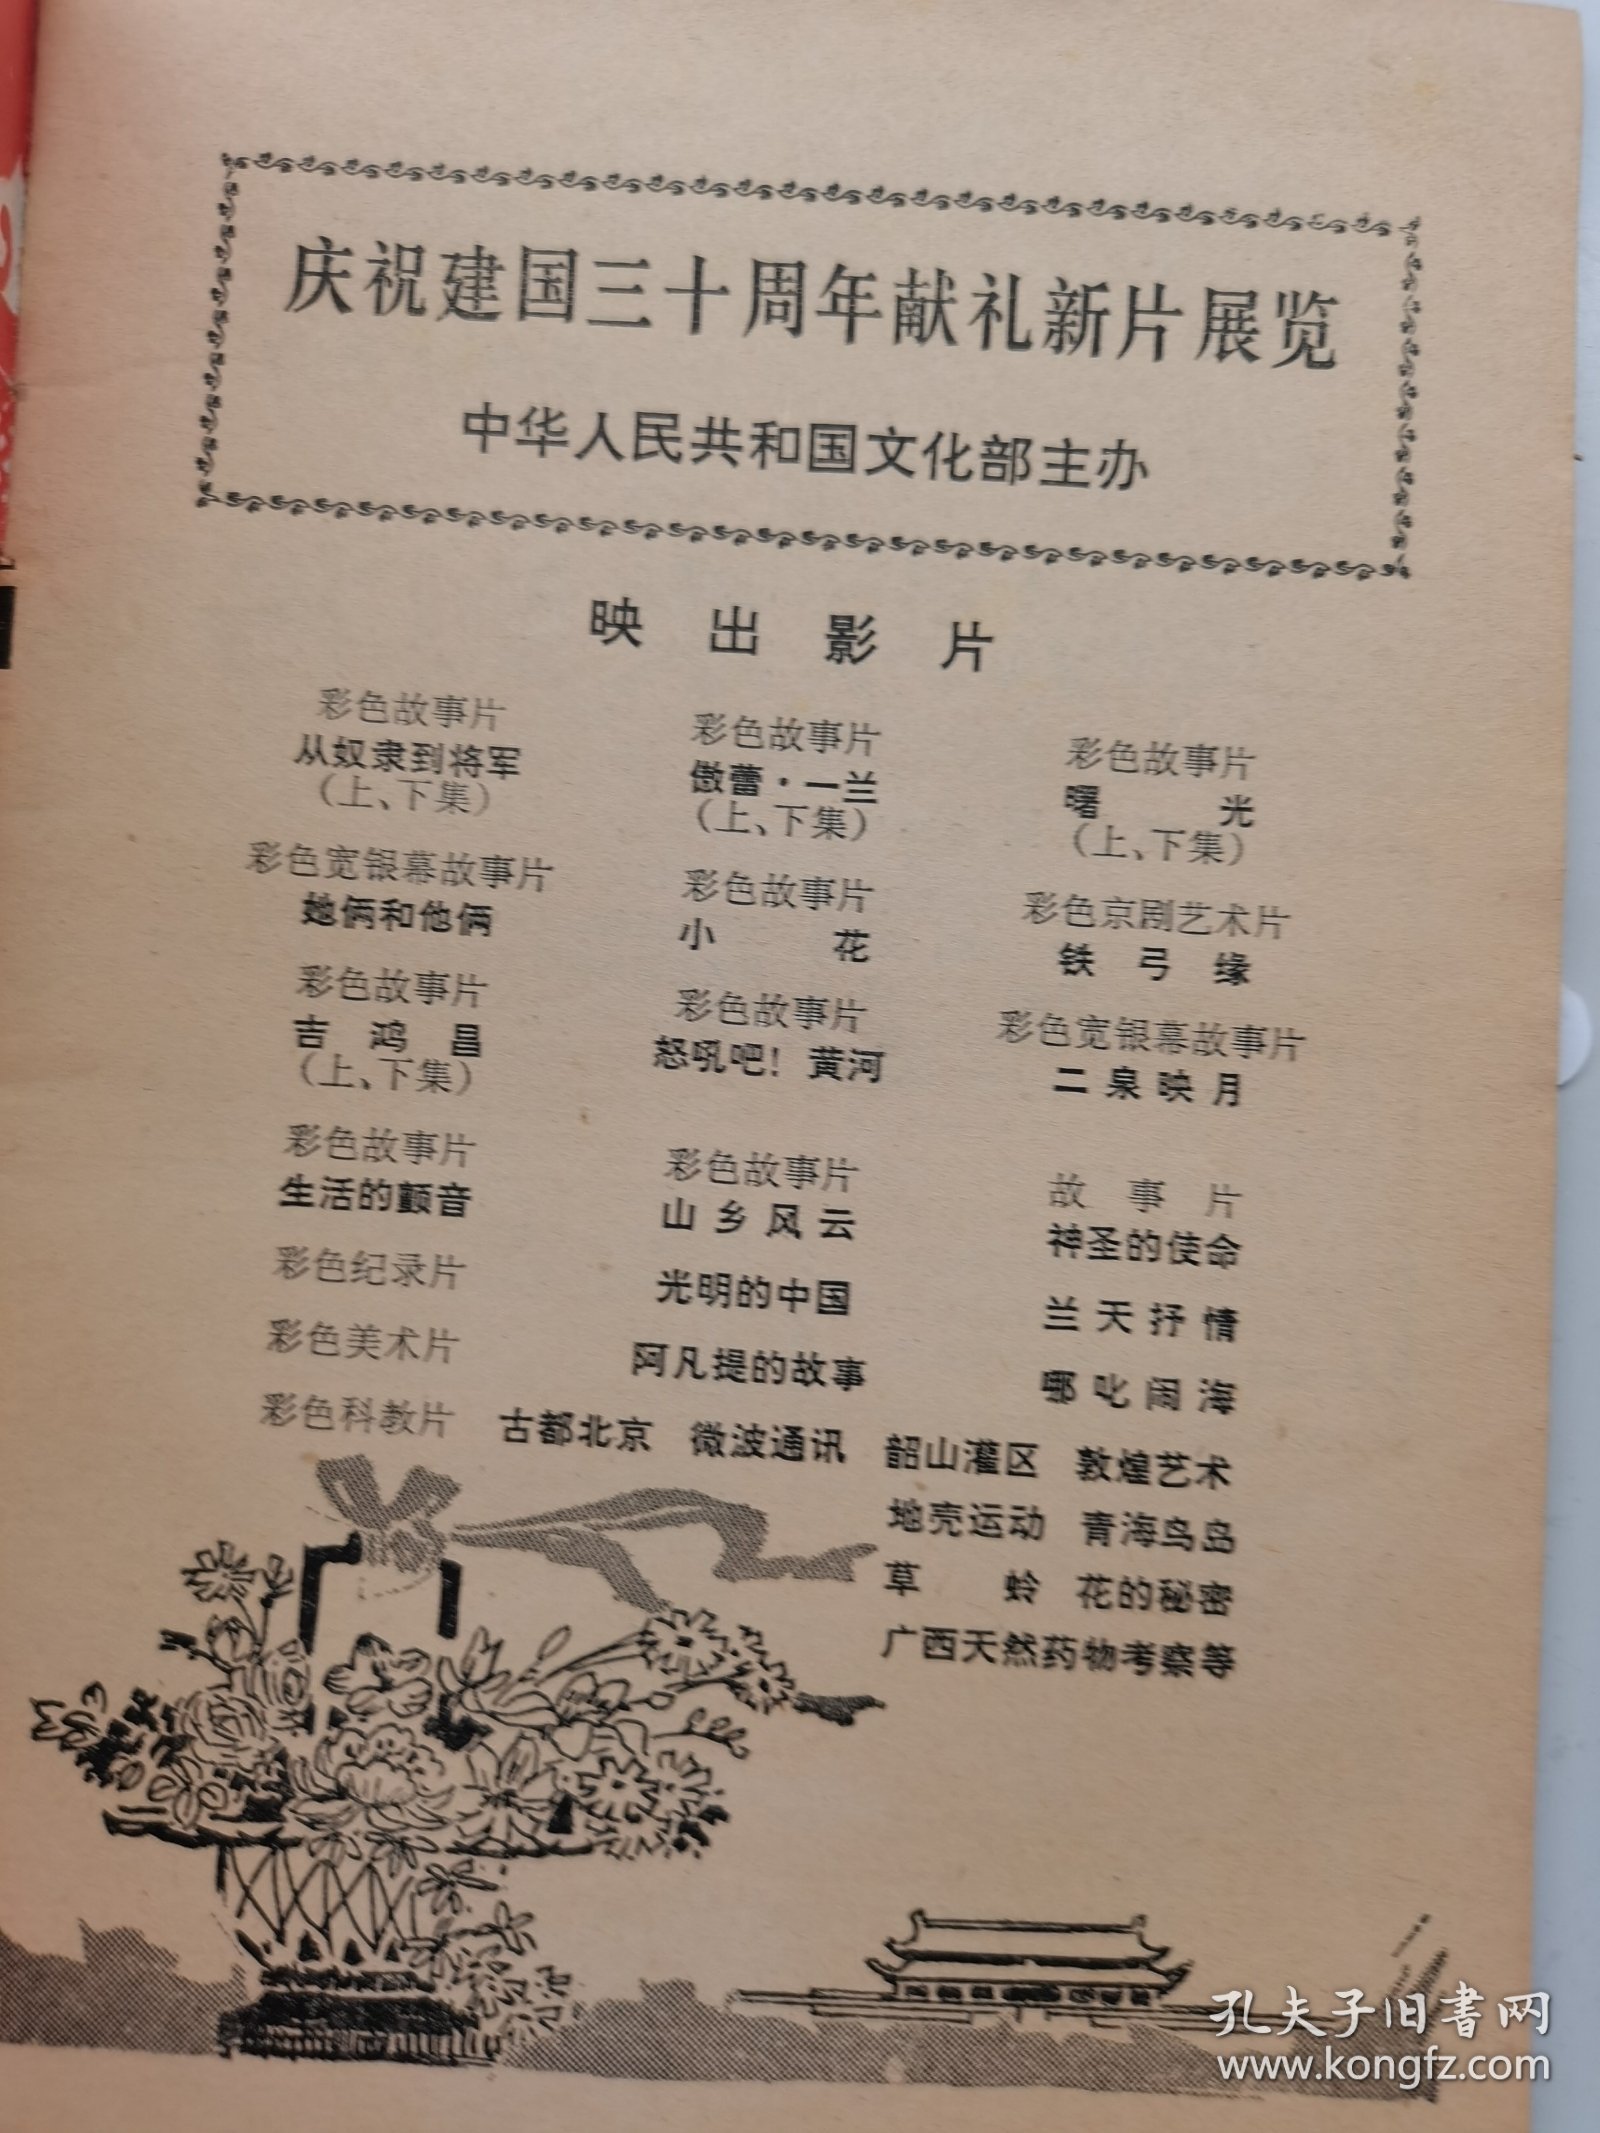 庆祝建国三十周年献礼新片展览
中华人民共和国文化部主办
映出影片
彩色故事片
从奴隶到将军
(上、下集)
彩色故事片
傲蕾·一兰
(上、下集)
彩色故事片
曙光
(上、下集)
彩色宽银幕故事片
她俩和他俩
彩色故事片
小花
彩色京剧艺术片
铁弓缘
彩色故事片
吉鸿昌
(上、下集)
彩色故事片
怒吼吧！黄河
彩色宽银幕故事片
二泉映月
彩色故事片
生活的颤音
彩色故事片
山乡风云
故事片
神圣的使命
彩色纪录片 光明的中国 兰天抒情
彩色美术片 阿凡提的故事 哪叱闹海
彩色科教片 古都北京 微波通讯 韶山灌区 敦煌艺术
地壳运动 青海鸟岛
草蛉 花的秘密
广西天然药物考察等
孔夫子旧书网
www.kongfz.com